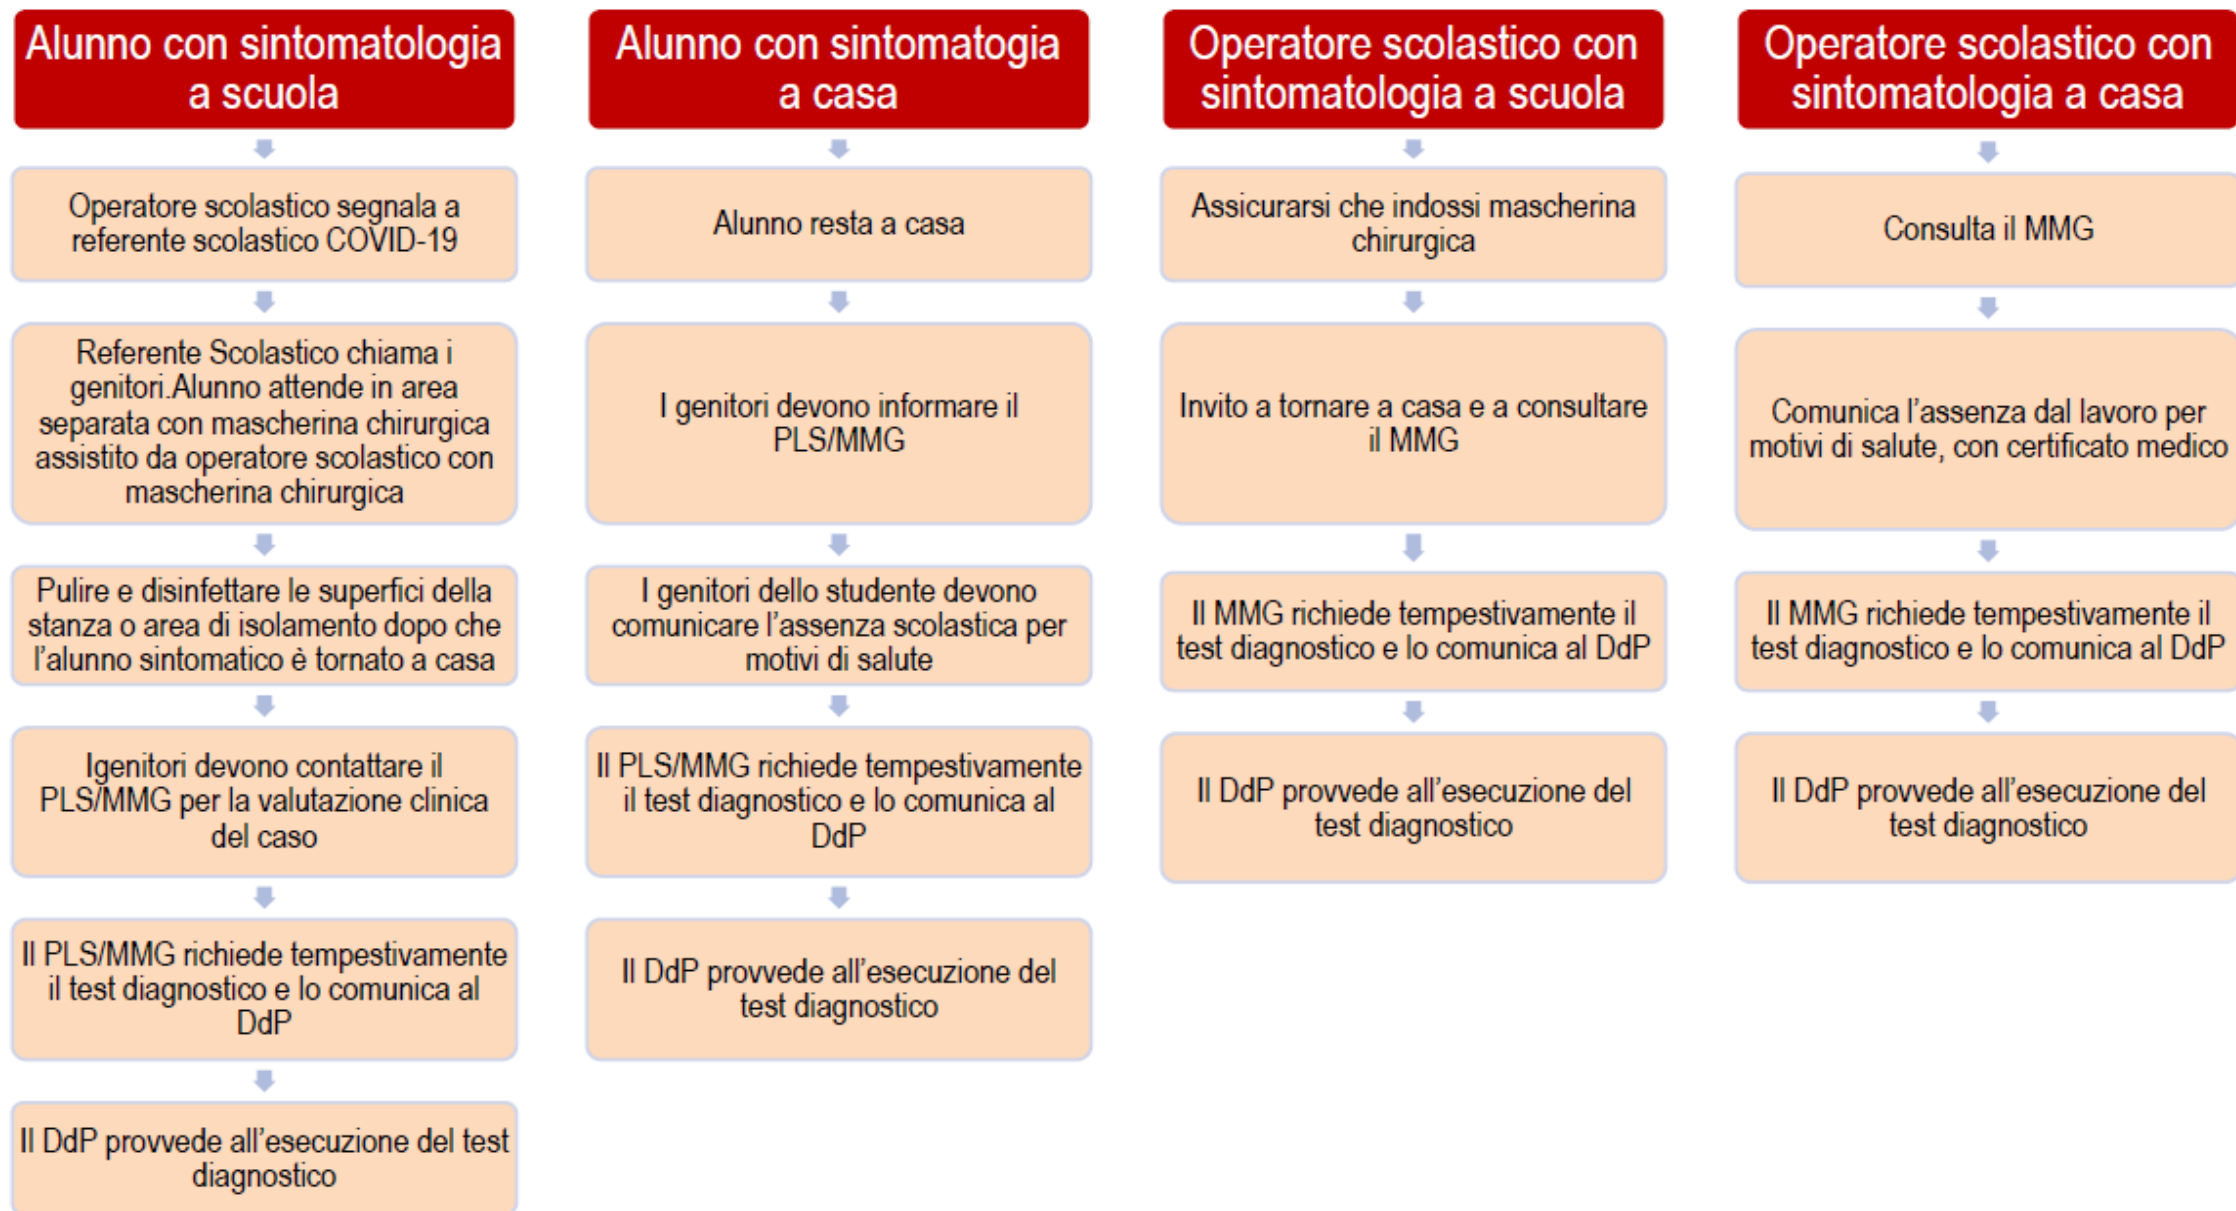 Alunno con sintomatologia
a scuola
Operatore scolastico segnala a
referente scolastico COVID-19
Referente Scolastico chiama i
genitori.Alunno attende in area
separata con mascherina chirurgica
assistito da operatore scolastico con
mascherina chirurgica
Pulire e disinfettare le superfici della
stanza o area di isolamento dopo che
l'alunno sintomatico è tornato a casa
Igenitori devono contattare il
PLS/MMG per la valutazione clinica
del caso
Il PLS/MMG richiede tempestivamente
il test diagnostico e lo comunica al
DdP
Il DdP provvede all'esecuzione del test
diagnostico
Alunno con sintomatogia
a casa
Alunno resta a casa
I genitori devono informare il
PLS/MMG
I genitori dello studente devono
comunicare l'assenza scolastica per
motivi di salute
Il PLS/MMG richiede tempestivamente
il test diagnostico e lo comunica al
DdP
Il DdP provvede all'esecuzione del
test diagnostico
Operatore scolastico con
sintomatologia a scuola
Assicurarsi che indossi mascherina
chirurgica
Invito a tornare a casa e a consultare
il MMG
Il MMG richiede tempestivamente il
test diagnostico e lo comunica al DdP
Il DdP provvede all'esecuzione del
test diagnostico
Operatore scolastico con
sintomatologia a casa
Consulta il MMG
Comunica l'assenza dal lavoro per
motivi di salute, con certificato medico
Il MMG richiede tempestivamente il
test diagnostico e lo comunica al DdP
Il DdP provvede all'esecuzione del
test diagnostico